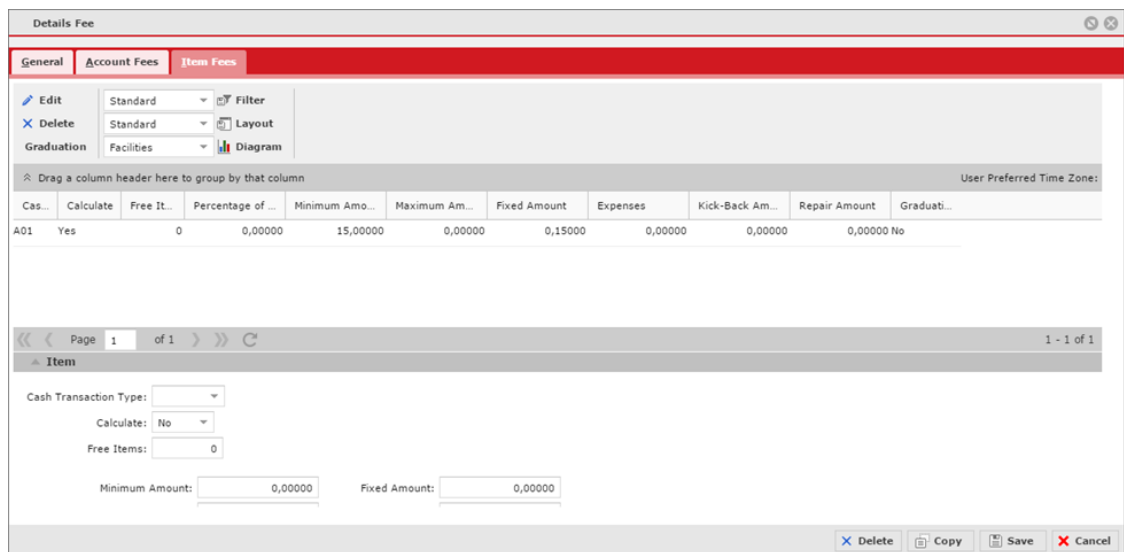 Details Fee
General Account Fees Item Fees
Edit Standard Filter
Delete Standard Layout
Graduation Facilities Diagram
Drag a column header here to group by that column User Preferred Time Zone:
Cas... Calculate Free It... Percentage of ... Minimum Amo... Maximum Am... Fixed Amount Expenses Kick-Back Am... Repair Amount Graduati...
A01 Yes 0 0,00000 15,00000 0,00000 0,15000 0,00000 0,00000 0,00000 No
Page 1 of 1 1 - 1 of 1
Item
Cash Transaction Type:
Calculate: No
Free Items: 0
Minimum Amount: 0,00000 Fixed Amount: 0,00000
Delete Copy Save Cancel